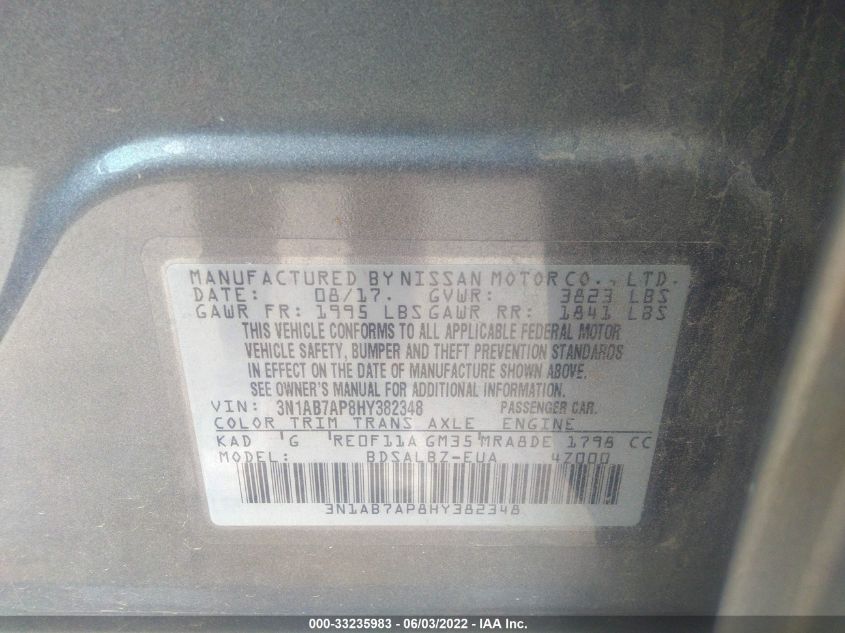 MANUFACTURED BY NISSAN MOTOR CO., LTD.
DATE: 08/17. GVWR: 3823 LBS
GAWR FR: 1995 LBS GAWR RR: 1841 LBS
THIS VEHICLE CONFORMS TO ALL APPLICABLE FEDERAL MOTOR
VEHICLE SAFETY, BUMPER AND THEFT PREVENTION STANDARDS
IN EFFECT ON THE DATE OF MANUFACTURE SHOWN ABOVE.
SEE OWNER'S MANUAL FOR ADDITIONAL INFORMATION.
VIN: 3N1AB7AP8HY382348 PASSENGER CAR.
COLOR TRIM TRANS AXLE ENGINE
KAD G RE0F11A GM35 MRA8DE 1798 CC
MODEL: BDSALBZ-EUA 4Z000
3N1AB7AP8HY382348
000-33235983 - 06/03/2022 - IAA Inc.